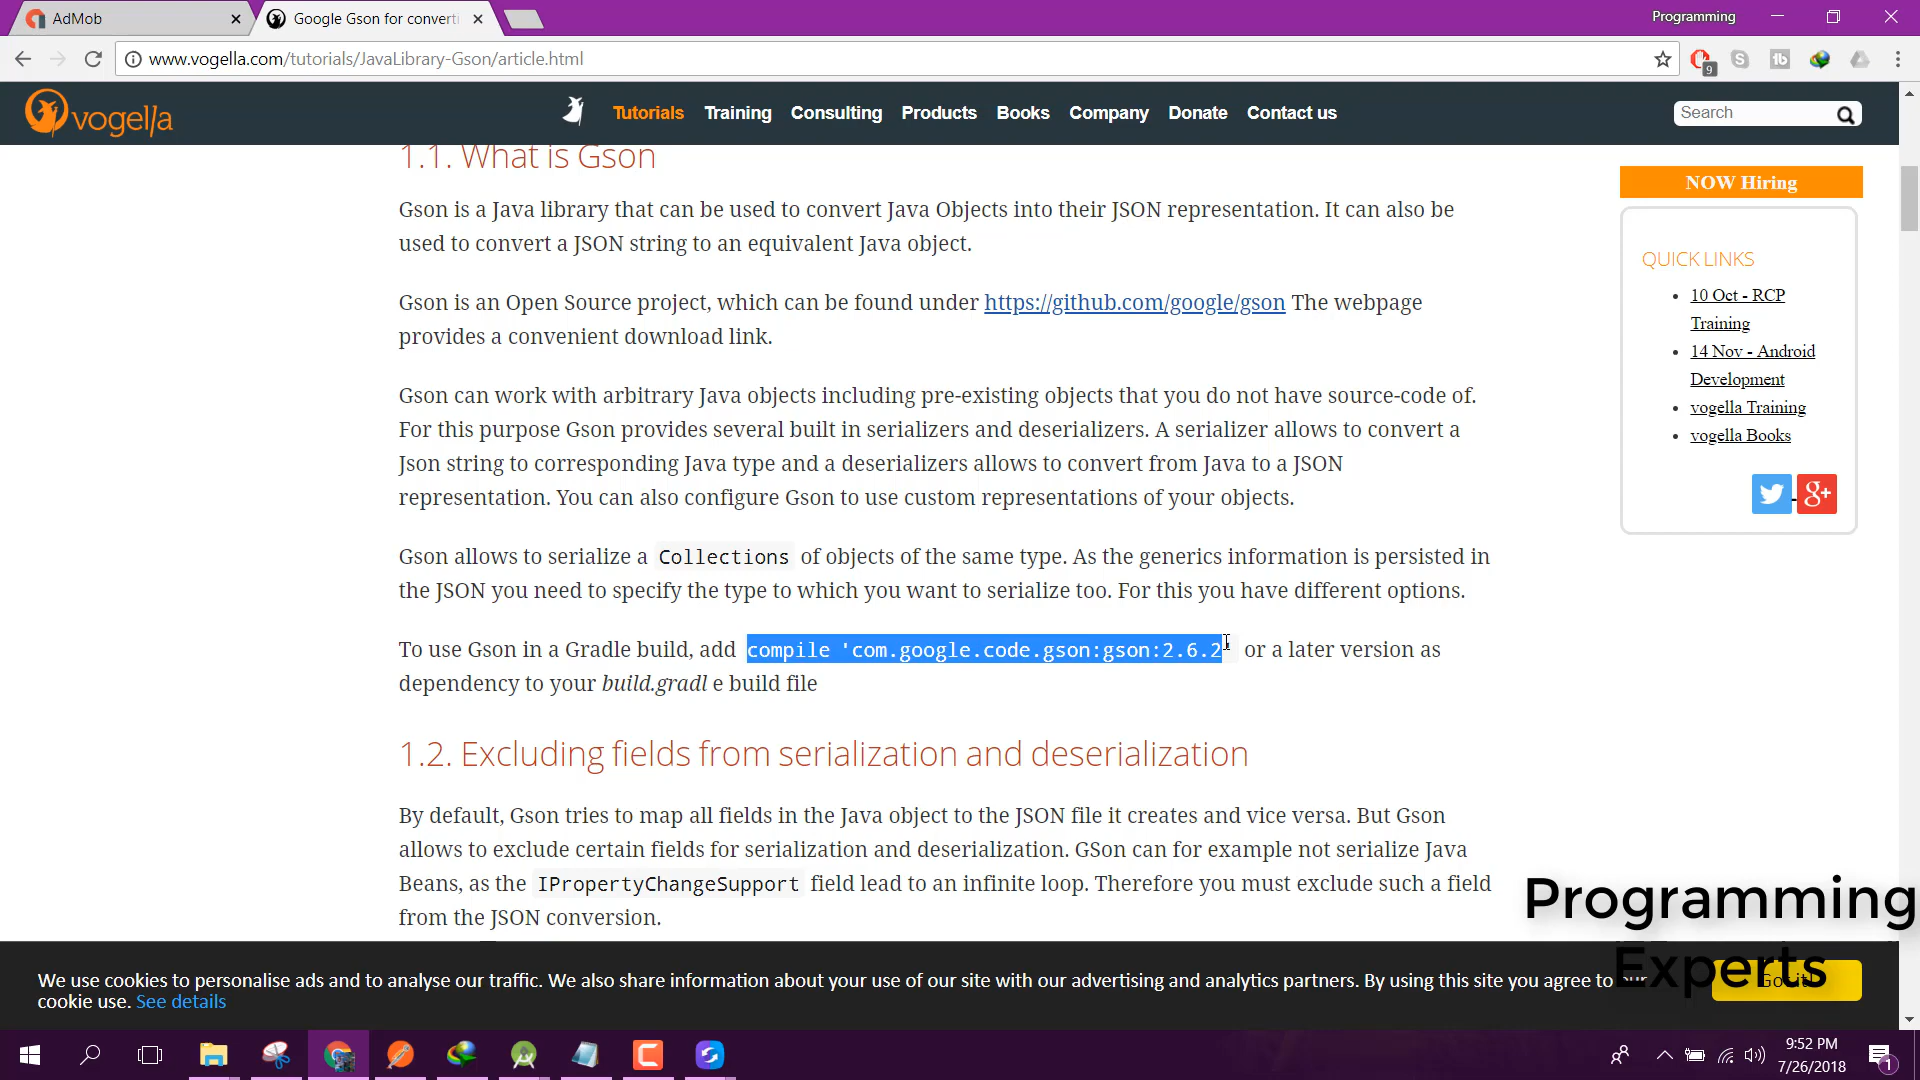 AdMob
Google Gson for converti
Programming
www.vogella.com/tutorials/JavaLibrary-Gson/article.html
9
vogella
Tutorials
Training
Consulting
Products
Books
Company
Donate
Contact us
Search
1.1. What is Gson
Gson is a Java library that can be used to convert Java Objects into their JSON representation. It can also be
used to convert a JSON string to an equivalent Java object.
Gson is an Open Source project, which can be found under https://github.com/google/gson The webpage
provides a convenient download link.
Gson can work with arbitrary Java objects including pre-existing objects that you do not have source-code of.
For this purpose Gson provides several built in serializers and deserializers. A serializer allows to convert a
Json string to corresponding Java type and a deserializers allows to convert from Java to a JSON
representation. You can also configure Gson to use custom representations of your objects.
Gson allows to serialize a Collections of objects of the same type. As the generics information is persisted in
the JSON you need to specify the type to which you want to serialize too. For this you have different options.
To use Gson in a Gradle build, add compile 'com.google.code.gson:gson:2.6.2' or a later version as
dependency to your build.gradl e build file
1.2. Excluding fields from serialization and deserialization
By default, Gson tries to map all fields in the Java object to the JSON file it creates and vice versa. But Gson
allows to exclude certain fields for serialization and deserialization. GSon can for example not serialize Java
Beans, as the IPropertyChangeSupport field lead to an infinite loop. Therefore you must exclude such a field
from the JSON conversion.
NOW Hiring
QUICK LINKS
10 Oct - RCP
Training
14 Nov - Android
Development
vogella Training
vogella Books
Programming
Experts
We use cookies to personalise ads and to analyse our traffic. We also share information about your use of our site with our advertising and analytics partners. By using this site you agree to our
cookie use. See details
Got it!
9:52 PM
7/26/2018
1